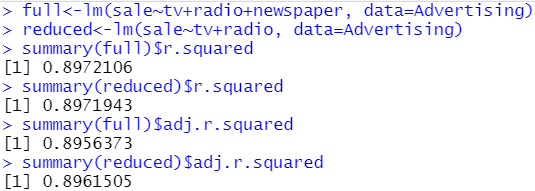 > full<-lm(sale~tv+radio+newspaper, data=Advertising)
> reduced<-lm(sale~tv+radio, data=Advertising)
> summary(full)$r.squared
[1] 0.8972106
> summary(reduced)$r.squared
[1] 0.8971943
> summary(full)$adj.r.squared
[1] 0.8956373
> summary(reduced)$adj.r.squared
[1] 0.8961505